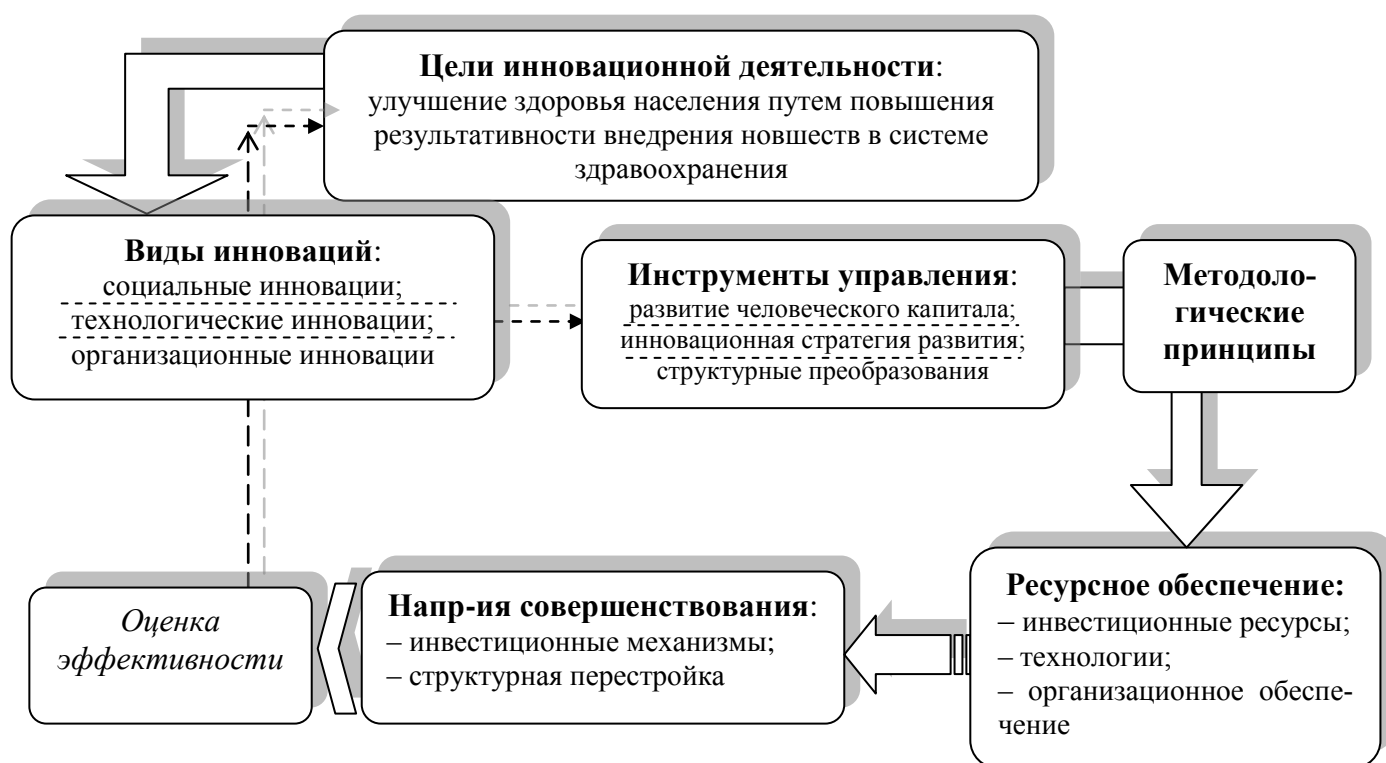 Цели инновационной деятельности:
улучшение здоровья населения путем повышения
результативности внедрения новшеств в системе
здравоохранения
Виды инноваций:
социальные инновации;
технологические инновации;
организационные инновации
Инструменты управления:
развитие человеческого капитала;
инновационная стратегия развития;
структурные преобразования
Методоло-
гические
принципы
Ресурсное обеспечение:
– инвестиционные ресурсы;
– технологии;
– организационное обеспе-
чение
Напр-ия совершенствования:
– инвестиционные механизмы;
– структурная перестройка
Оценка
эффективности